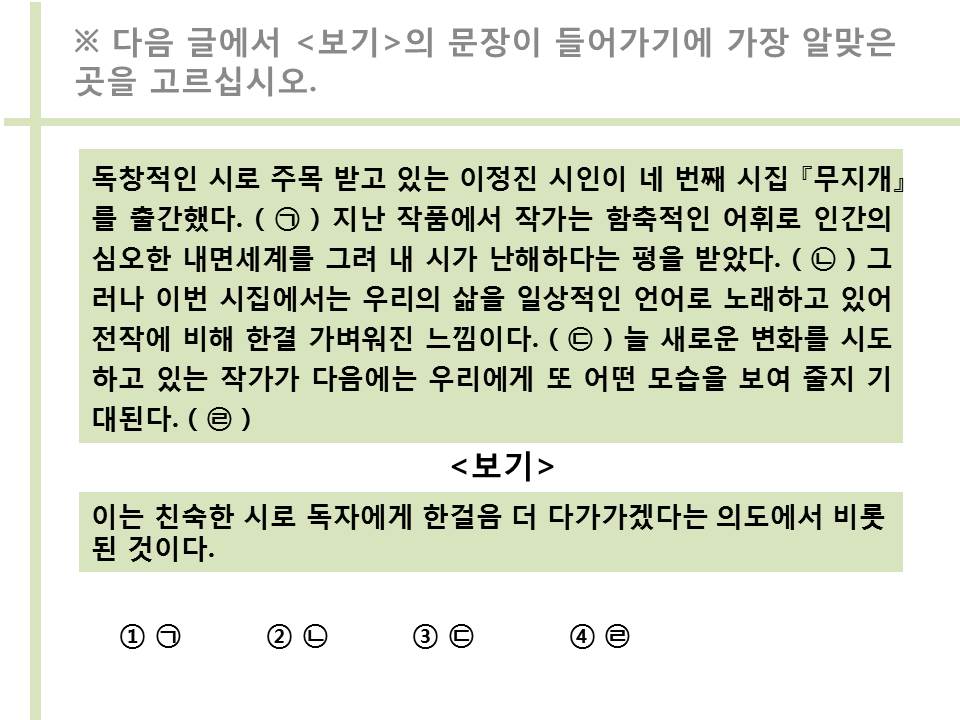 ※ 다음 글에서 <보기>의 문장이 들어가기에 가장 알맞은
곳을 고르십시오.
독창적인 시로 주목 받고 있는 이정진 시인이 네 번째 시집 『무지개』
를 출간했다. ( ㉠ ) 지난 작품에서 작가는 함축적인 어휘로 인간의
심오한 내면세계를 그려 내 시가 난해하다는 평을 받았다. ( ㉡ ) 그
러나 이번 시집에서는 우리의 삶을 일상적인 언어로 노래하고 있어
전작에 비해 한결 가벼워진 느낌이다. ( ㉢ ) 늘 새로운 변화를 시도
하고 있는 작가가 다음에는 우리에게 또 어떤 모습을 보여 줄지 기
대된다. ( ㉣ )
<보기>
이는 친숙한 시로 독자에게 한걸음 더 다가가겠다는 의도에서 비롯
된 것이다.
① ㉠ ② ㉡ ③ ㉢ ④ ㉣